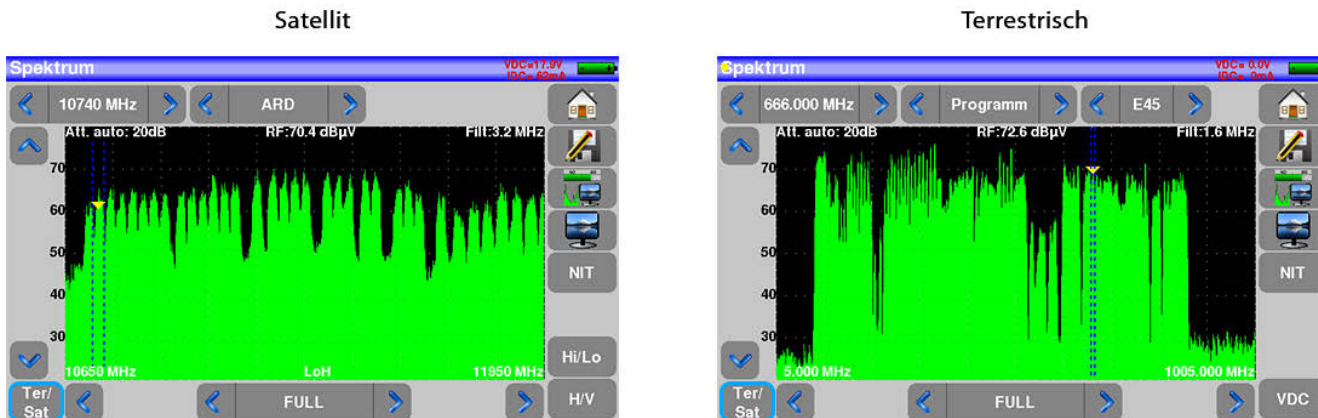 Satellit
Spektrum
VDC=17.9V
IDC= 62mA
10740 MHz
ARD
Att. auto: 20dB
RF:70.4 dBµV
Filt:3.2 MHz
70
60
50
40
30
10650 MHz
LoH
11950 MHz
NIT
Hi/Lo
Ter/
Sat
FULL
H/V
Terrestrisch
Spektrum
VDC= 0.0V
IDC= 0mA
666.000 MHz
Programm
E45
Att. auto: 20dB
RF:72.6 dBµV
Filt:1.6 MHz
70
60
50
40
30
5.000 MHz
1005.000 MHz
NIT
Ter/
Sat
FULL
VDC